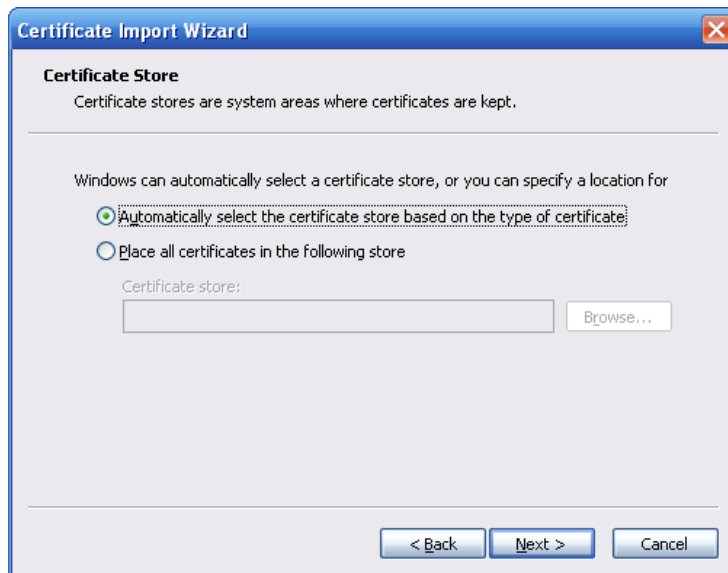 Certificate Import Wizard
Certificate Store
Certificate stores are system areas where certificates are kept.
Windows can automatically select a certificate store, or you can specify a location for
Automatically select the certificate store based on the type of certificate
Place all certificates in the following store
Certificate store:
Browse...
< Back
Next >
Cancel